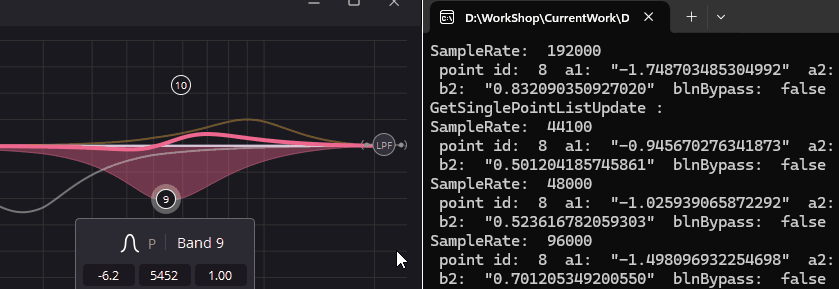 10
LPF
9
P Band 9
-6.2 5452 1.00
D:\WorkShop\CurrentWork\D
SampleRate: 192000
point id: 8 a1: "-1.748703485304992" a2:
b2: "0.832090350927020" blnBypass: false
GetSinglePointListUpdate :
SampleRate: 44100
point id: 8 a1: "-0.945670276341873" a2:
b2: "0.501204185745861" blnBypass: false
SampleRate: 48000
point id: 8 a1: "-1.025939065872292" a2:
b2: "0.523616782059303" blnBypass: false
SampleRate: 96000
point id: 8 a1: "-1.498096932254698" a2:
b2: "0.701205349200550" blnBypass: false